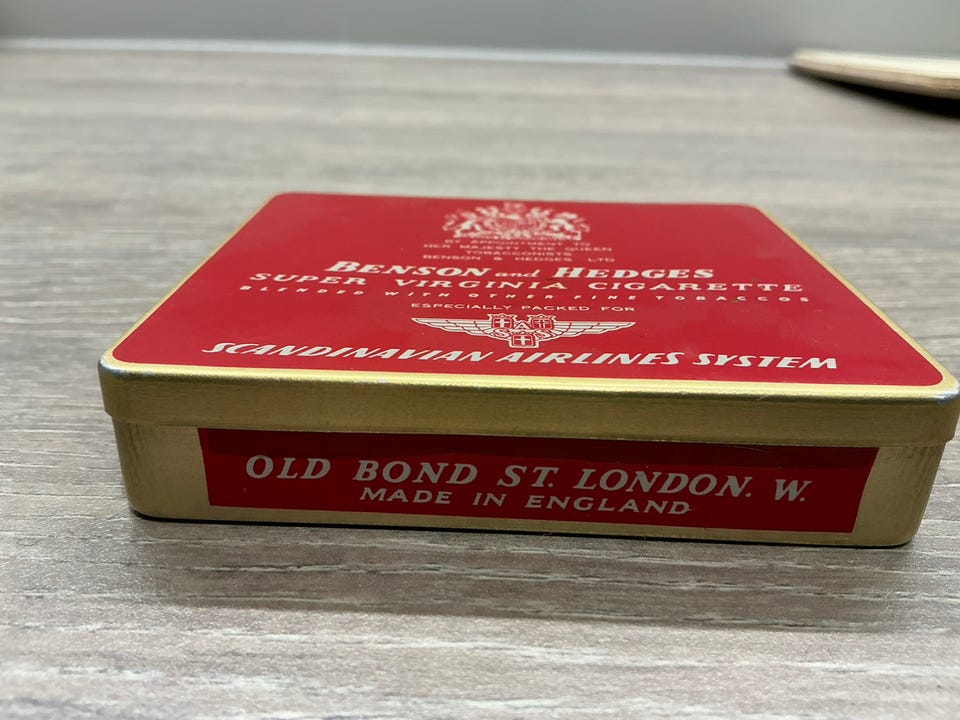 BY APPOINTMENT TO
HER MAJESTY THE QUEEN
TOBACCONISTS
BENSON & HEDGES LTD
BENSON and HEDGES
SUPER VIRGINIA CIGARETTE
BLENDED WITH OTHER FINE TOBACCOS
ESPECIALLY PACKED FOR
SAS
SCANDINAVIAN AIRLINES SYSTEM
OLD BOND ST. LONDON. W.
MADE IN ENGLAND